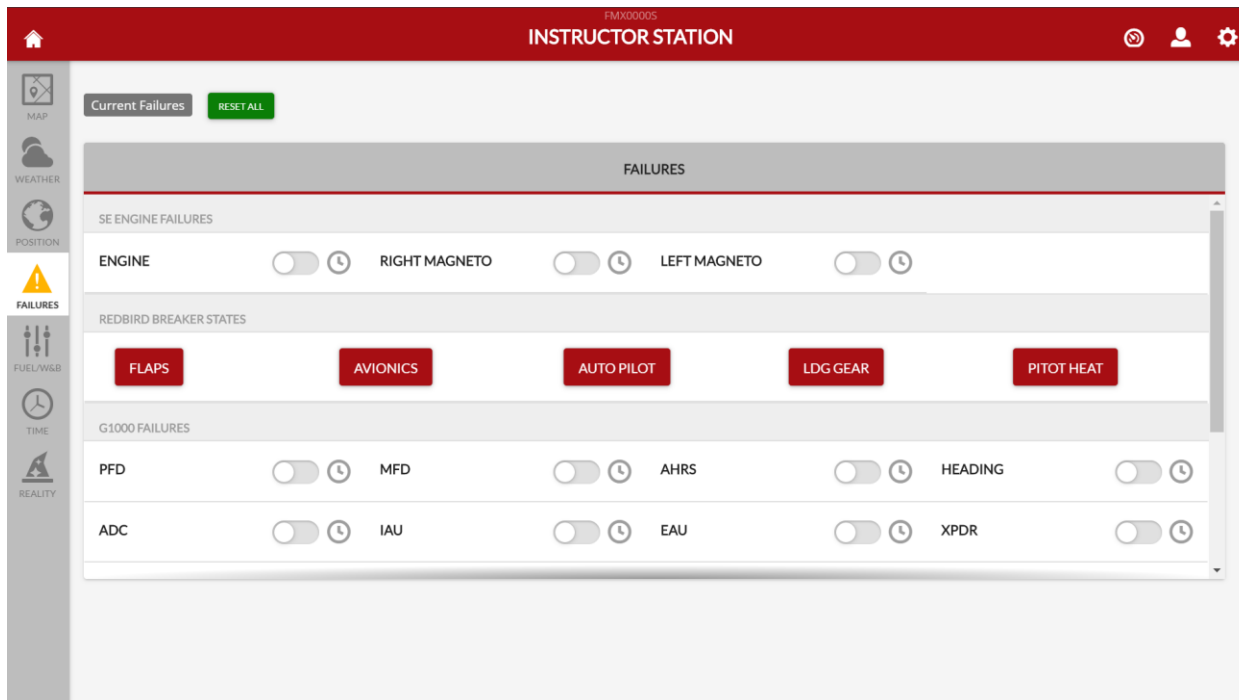 FMX0000S
INSTRUCTOR STATION
MAP
WEATHER
POSITION
FAILURES
FUEL/W&B
TIME
REALITY
Current Failures RESET ALL
FAILURES
SE ENGINE FAILURES
ENGINE RIGHT MAGNETO LEFT MAGNETO
REDBIRD BREAKER STATES
FLAPS AVIONICS AUTO PILOT LDG GEAR PITOT HEAT
G1000 FAILURES
PFD MFD AHRS HEADING
ADC IAU EAU XPDR